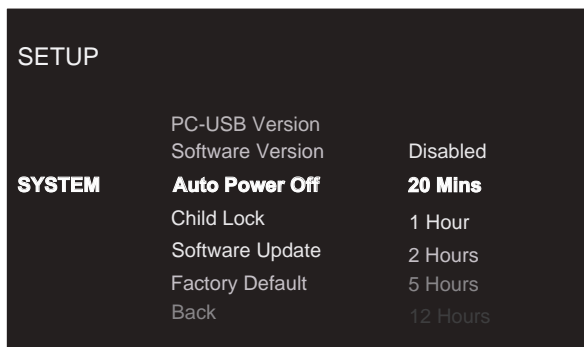 SETUP
PC-USB Version
Software Version Disabled
SYSTEM Auto Power Off 20 Mins
Child Lock 1 Hour
Software Update 2 Hours
Factory Default 5 Hours
Back 12 Hours